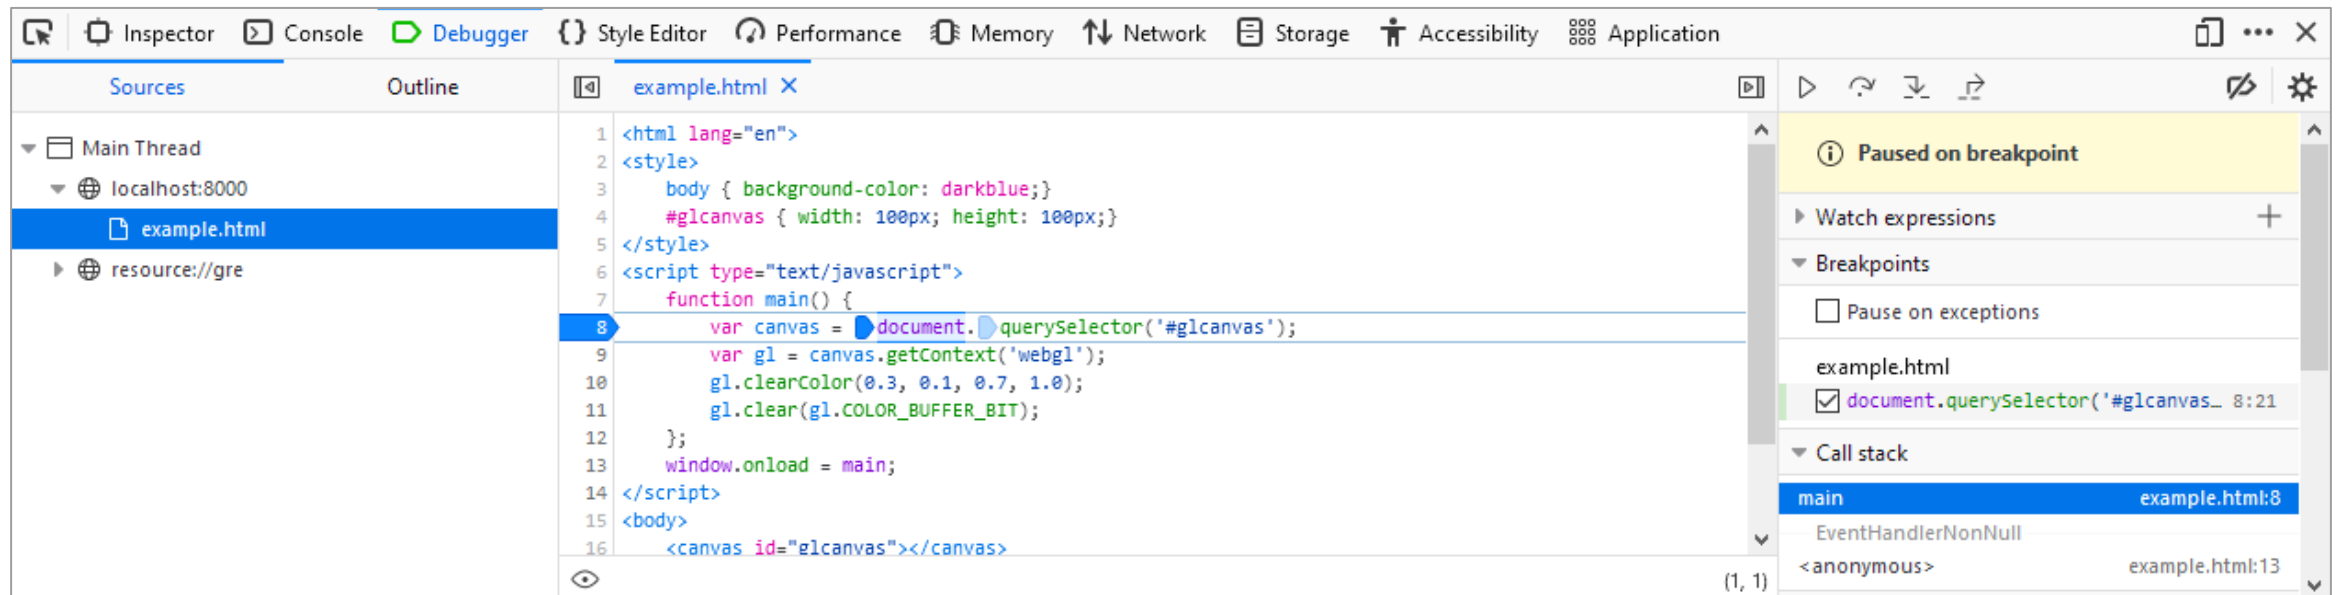 Inspector Console Debugger {} Style Editor Performance Memory Network Storage Accessibility Application
Sources Outline
Main Thread
localhost:8000
example.html
resource://gre
example.html
1 <html lang="en">
2 <style>
3 body { background-color: darkblue;}
4 #glcanvas { width: 100px; height: 100px;}
5 </style>
6 <script type="text/javascript">
7 function main() {
8 var canvas = document.querySelector('#glcanvas');
9 var gl = canvas.getContext('webgl');
10 gl.clearColor(0.3, 0.1, 0.7, 1.0);
11 gl.clear(gl.COLOR_BUFFER_BIT);
12 };
13 window.onload = main;
14 </script>
15 <body>
16 <canvas id="glcanvas"></canvas>
(1, 1)
Paused on breakpoint
Watch expressions
Breakpoints
Pause on exceptions
example.html
document.querySelector('#glcanvas… 8:21
Call stack
main example.html:8
EventHandlerNonNull
<anonymous> example.html:13